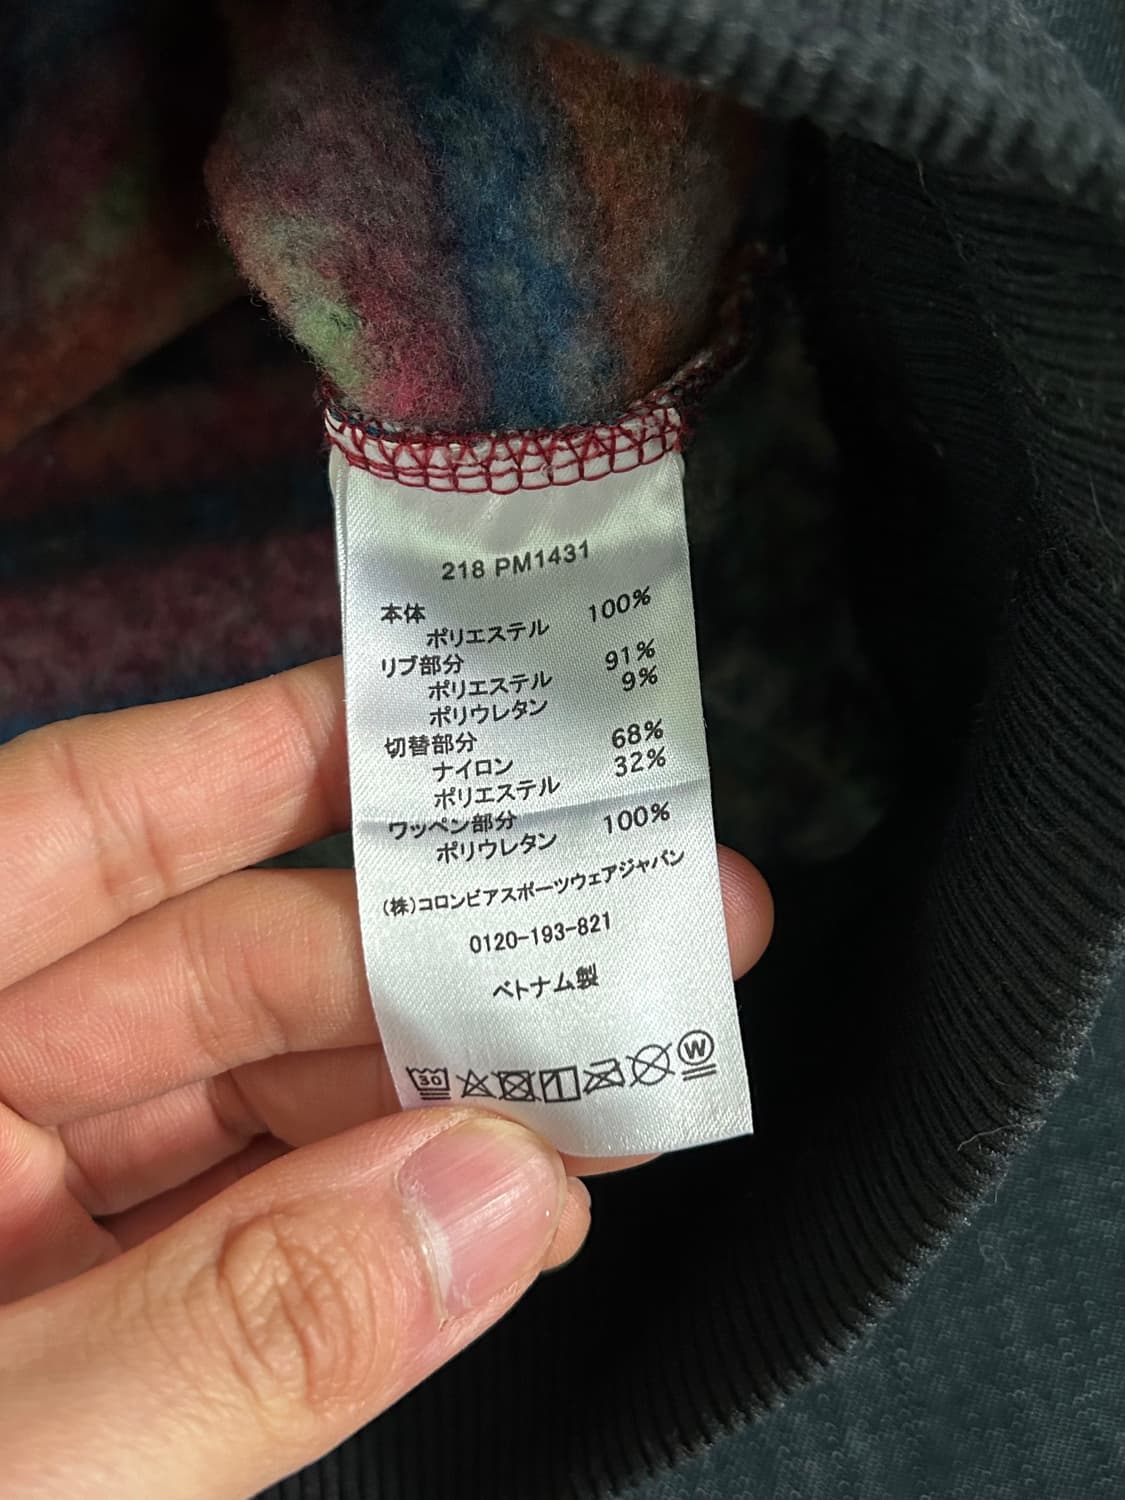 218 PM1431
本体 100%
ポリエステル
リブ部分 91%
ポリエステル 9%
ポリウレタン
切替部分 68%
ナイロン 32%
ポリエステル
ワッペン部分 100%
ポリウレタン
(株)コロンビアスポーツウェアジャパン
0120-193-821
ベトナム製
30 W